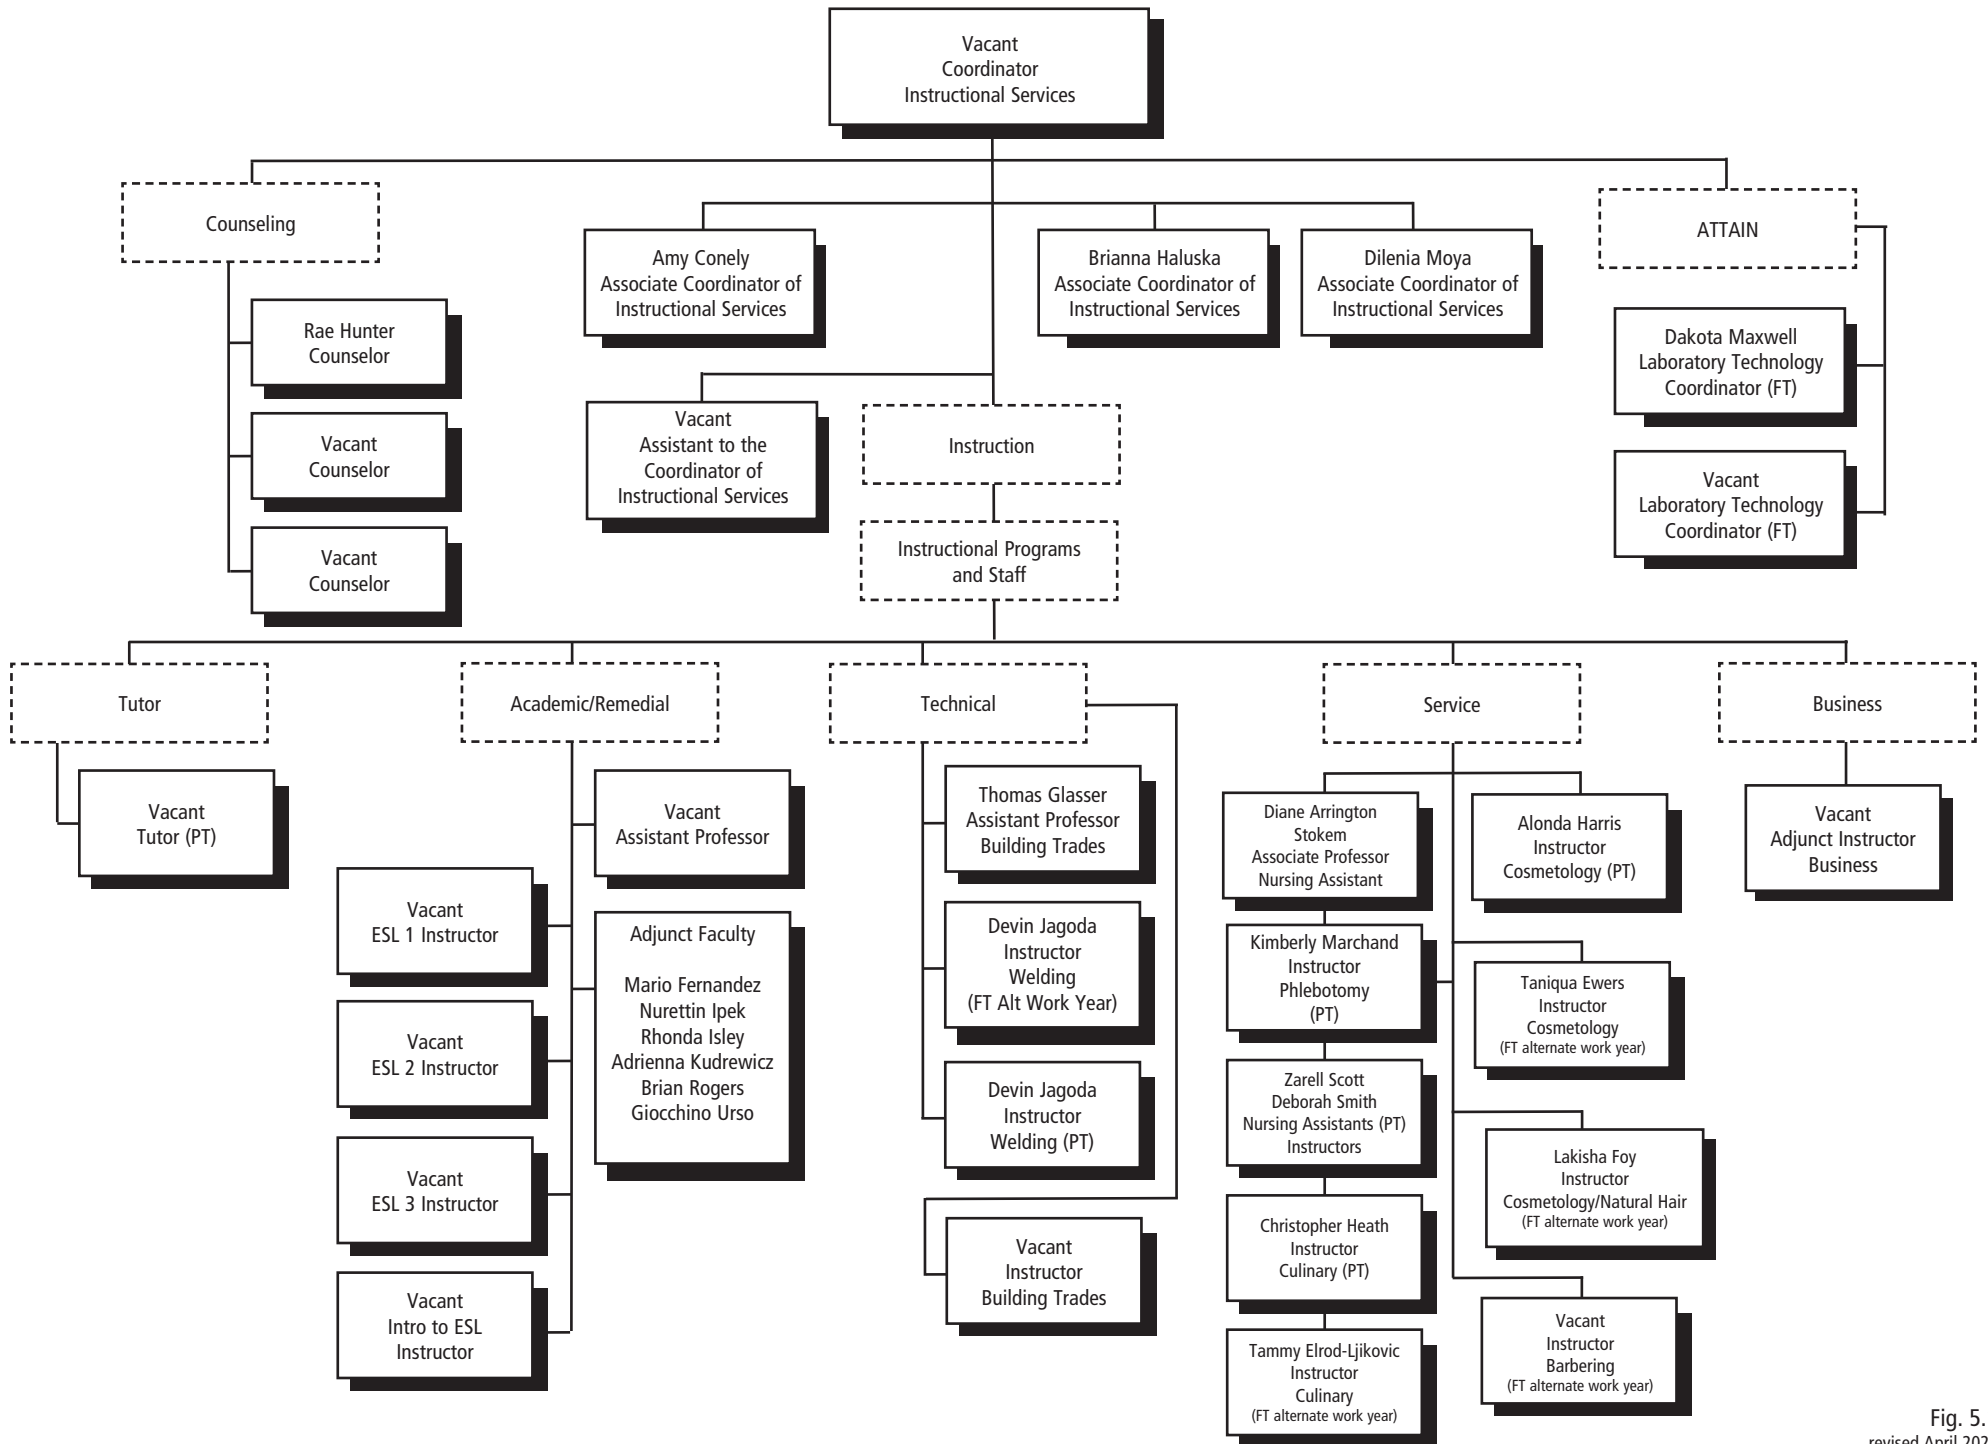 Vacant
Coordinator
Instructional Services
Counseling
Rae Hunter
Counselor
Vacant
Counselor
Vacant
Counselor
Amy Conely
Associate Coordinator of
Instructional Services
Brianna Haluska
Associate Coordinator of
Instructional Services
Dilenia Moya
Associate Coordinator of
Instructional Services
ATTAIN
Dakota Maxwell
Laboratory Technology
Coordinator (FT)
Vacant
Laboratory Technology
Coordinator (FT)
Vacant
Assistant to the
Coordinator of
Instructional Services
Instruction
Instructional Programs
and Staff
Tutor
Vacant
Tutor (PT)
Academic/Remedial
Vacant
Assistant Professor
Vacant
ESL 1 Instructor
Vacant
ESL 2 Instructor
Vacant
ESL 3 Instructor
Vacant
Intro to ESL
Instructor
Adjunct Faculty
Mario Fernandez
Nurettin Ipek
Rhonda Isley
Adrienna Kudrewicz
Brian Rogers
Giocchino Urso
Technical
Thomas Glasser
Assistant Professor
Building Trades
Devin Jagoda
Instructor
Welding
(FT Alt Work Year)
Devin Jagoda
Instructor
Welding (PT)
Vacant
Instructor
Building Trades
Service
Diane Arrington
Stokem
Associate Professor
Nursing Assistant
Kimberly Marchand
Instructor
Phlebotomy
(PT)
Zarell Scott
Deborah Smith
Nursing Assistants (PT)
Instructors
Christopher Heath
Instructor
Culinary (PT)
Tammy Elrod-Ljikovic
Instructor
Culinary
(FT alternate work year)
Alonda Harris
Instructor
Cosmetology (PT)
Taniqua Ewers
Instructor
Cosmetology
(FT alternate work year)
Lakisha Foy
Instructor
Cosmetology/Natural Hair
(FT alternate work year)
Vacant
Instructor
Barbering
(FT alternate work year)
Business
Vacant
Adjunct Instructor
Business
Fig. 5.
revised April 202